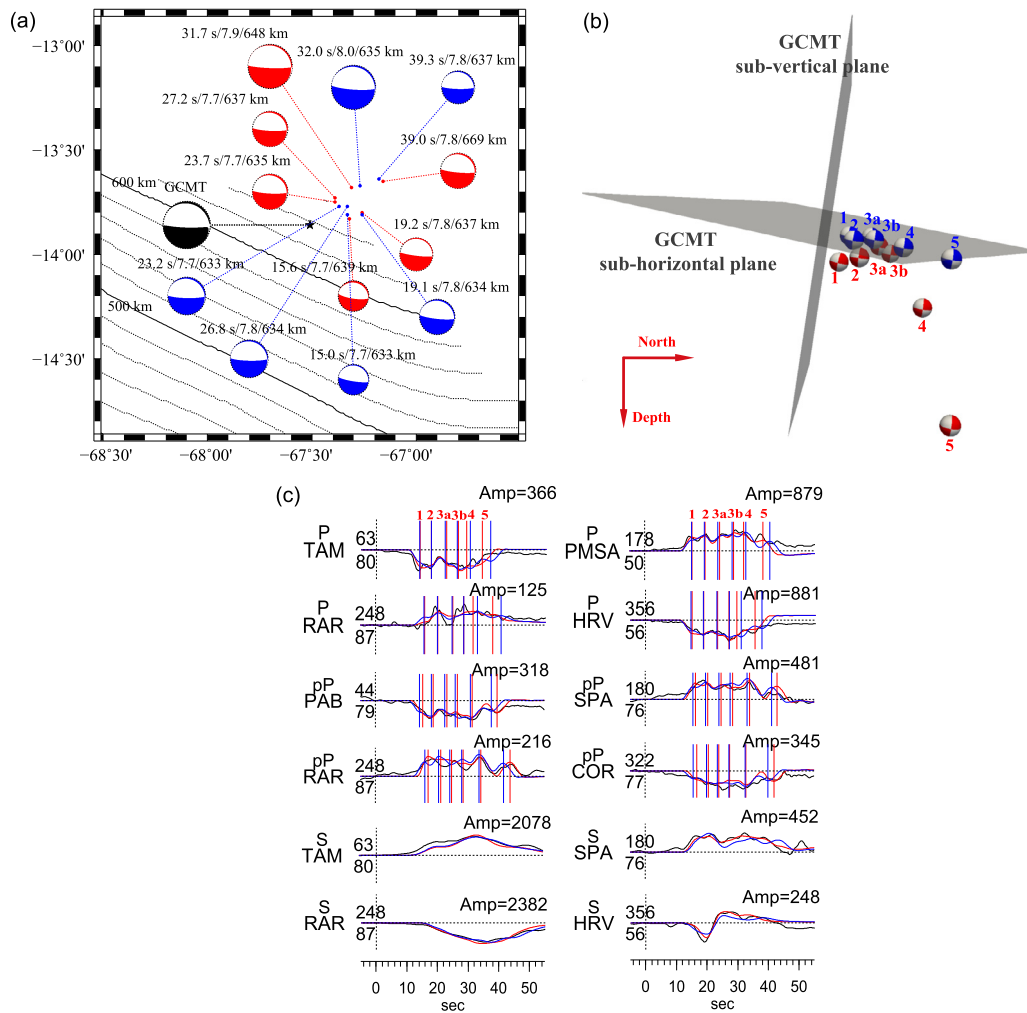 (a)
31.7 s/7.9/648 km
32.0 s/8.0/635 km
39.3 s/7.8/637 km
27.2 s/7.7/637 km
39.0 s/7.8/669 km
23.7 s/7.7/635 km
600 km
GCMT
19.2 s/7.8/637 km
23.2 s/7.7/633 km
15.6 s/7.7/639 km
19.1 s/7.8/634 km
500 km
26.8 s/7.8/634 km
15.0 s/7.7/633 km
−13°00'
−13°30'
−14°00'
−14°30'
−68°30'
−68°00'
−67°30'
−67°00'
(b)
GCMT
sub-vertical plane
GCMT
sub-horizontal plane
1
2
3a
3b
4
5
1
2
3a
3b
4
5
North
Depth
(c)
Amp=366
1 2 3a 3b 4 5
P
TAM
63
80
Amp=125
P
RAR
248
87
Amp=318
pP
PAB
44
79
Amp=216
pP
RAR
248
87
Amp=2078
S
TAM
63
80
Amp=2382
S
RAR
248
87
0 10 20 30 40 50
sec
Amp=879
1 2 3a 3b 4 5
P
PMSA
178
50
Amp=881
P
HRV
356
56
Amp=481
pP
SPA
180
76
Amp=345
pP
COR
322
77
Amp=452
S
SPA
180
76
Amp=248
S
HRV
356
56
0 10 20 30 40 50
sec